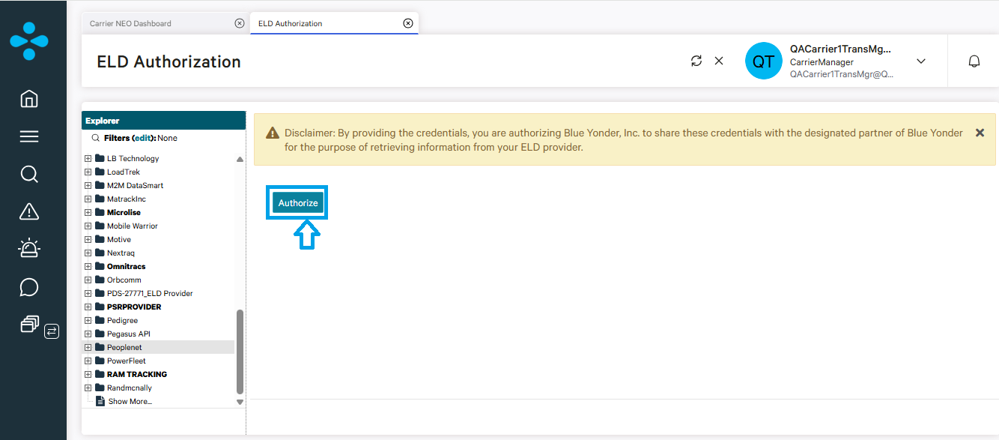 Carrier NEO Dashboard
ELD Authorization
ELD Authorization
QT
QACarrier1TransMg...
CarrierManager
QACarrier1TransMgr@Q...
Explorer
Filters (edit): None
LB Technology
LoadTrek
M2M DataSmart
MatrackInc
Microlise
Mobile Warrior
Motive
Nextraq
Omnitracs
Orbcomm
PDS-27771_ELD Provider
PSRPROVIDER
Pedigree
Pegasus API
Peoplenet
PowerFleet
RAM TRACKING
Randmcnally
Show More...
Disclaimer: By providing the credentials, you are authorizing Blue Yonder, Inc. to share these credentials with the designated partner of Blue Yonder
for the purpose of retrieving information from your ELD provider.
Authorize